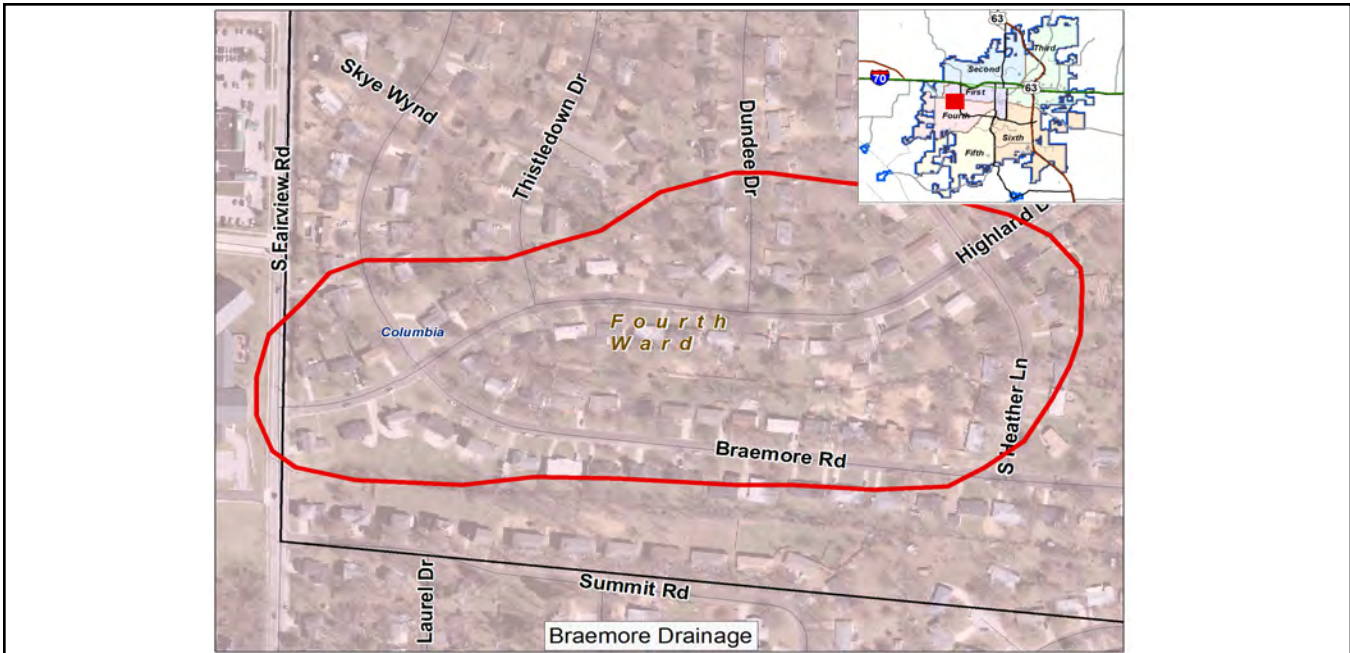 63
Third
Second
70
63
First
Fourth
Sixth
Fifth
Skye Wynd
Thistledown Dr
Dundee Dr
S Fairview Rd
Highland
Columbia
Fourth
Ward
S Heather Ln
Braemore Rd
Laurel Dr
Summit Rd
Braemore Drainage